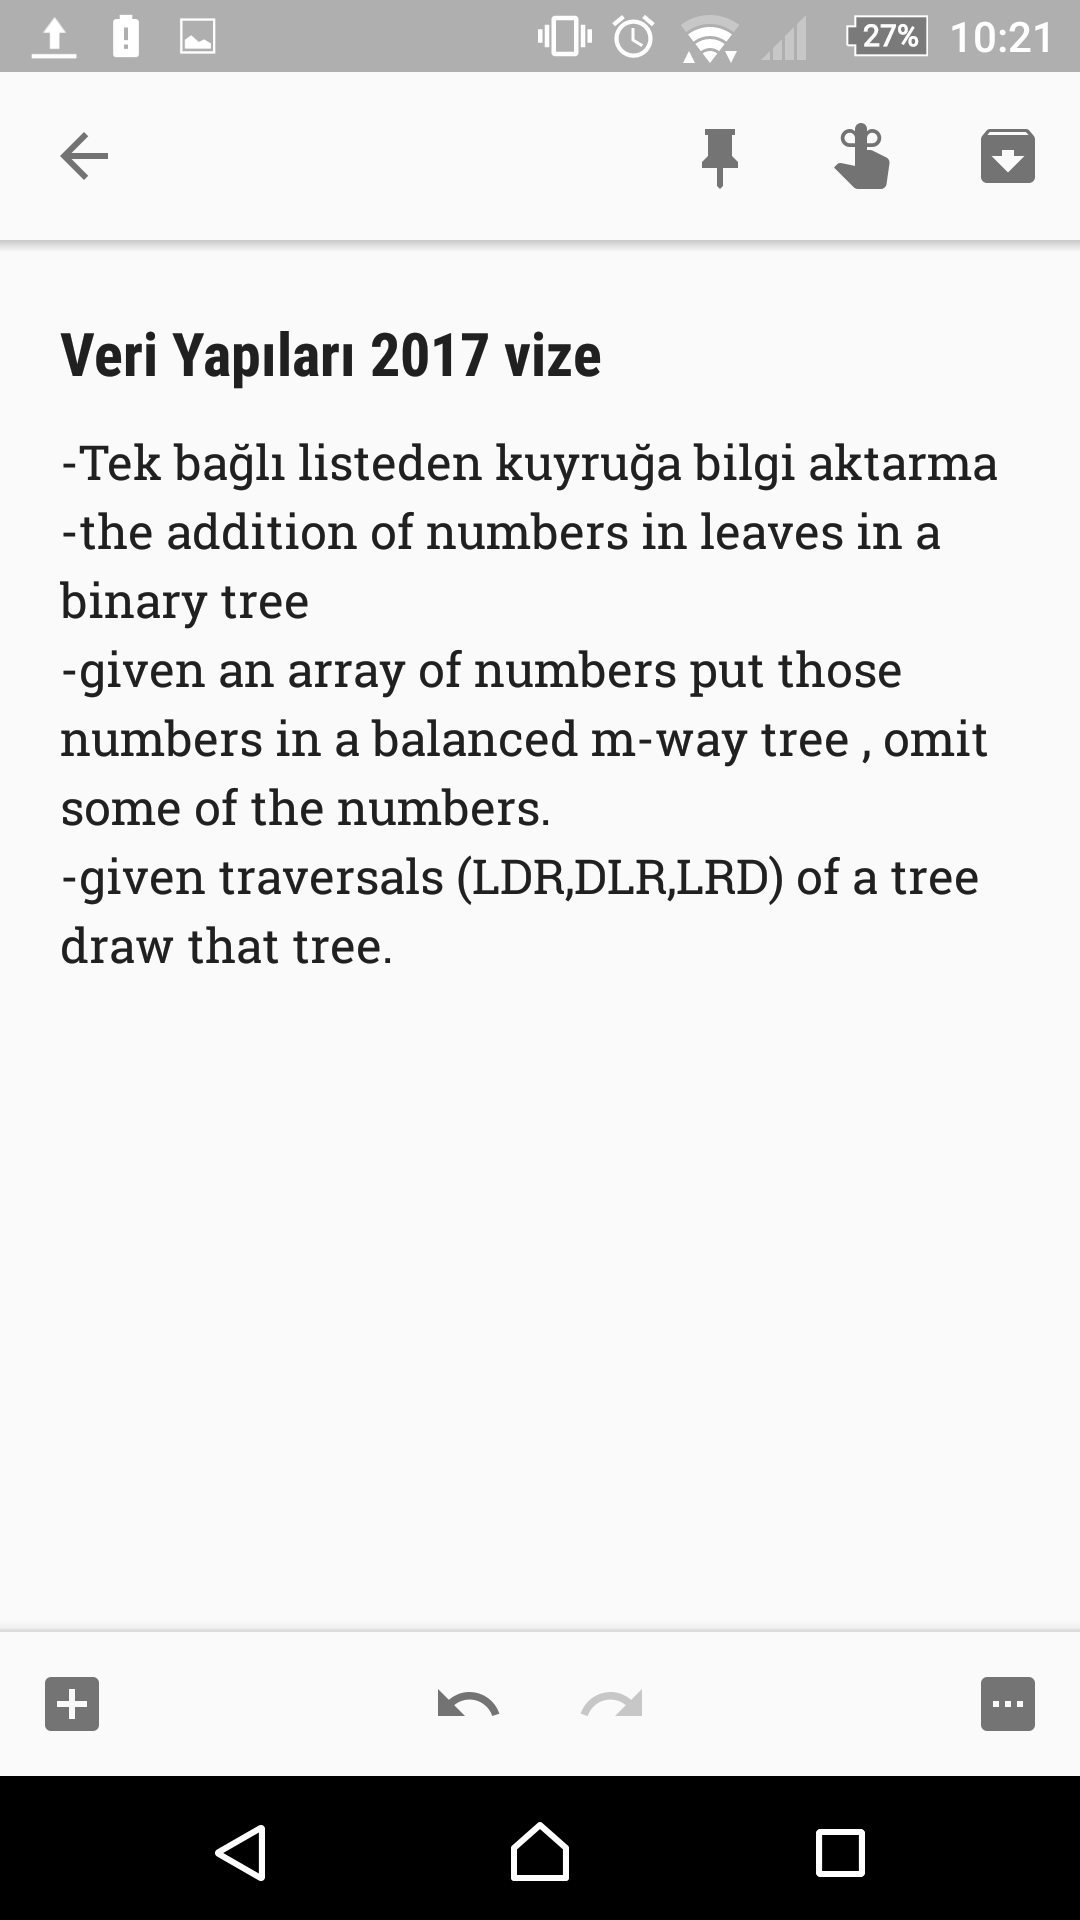 27% 10:21
Veri Yapıları 2017 vize
-Tek bağlı listeden kuyruğa bilgi aktarma
-the addition of numbers in leaves in a
binary tree
-given an array of numbers put those
numbers in a balanced m-way tree , omit
some of the numbers.
-given traversals (LDR,DLR,LRD) of a tree
draw that tree.